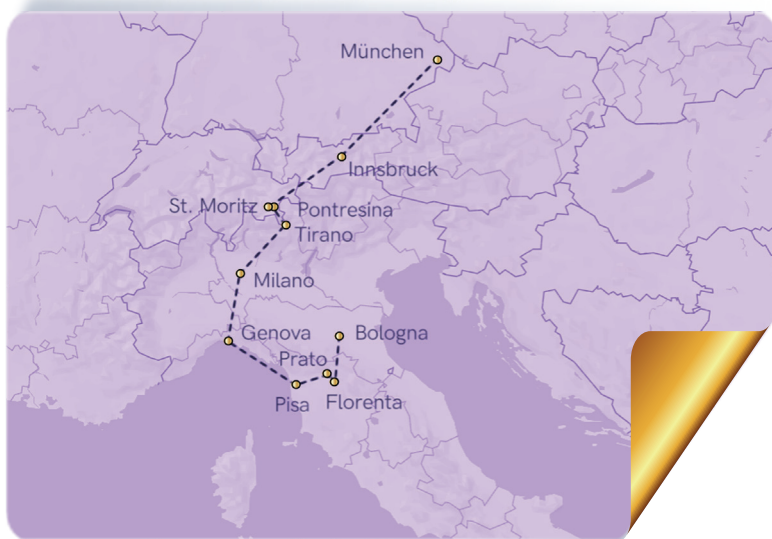 München
Innsbruck
St. Moritz
Pontresina
Tirano
Milano
Genova
Bologna
Prato
Pisa
Florenta